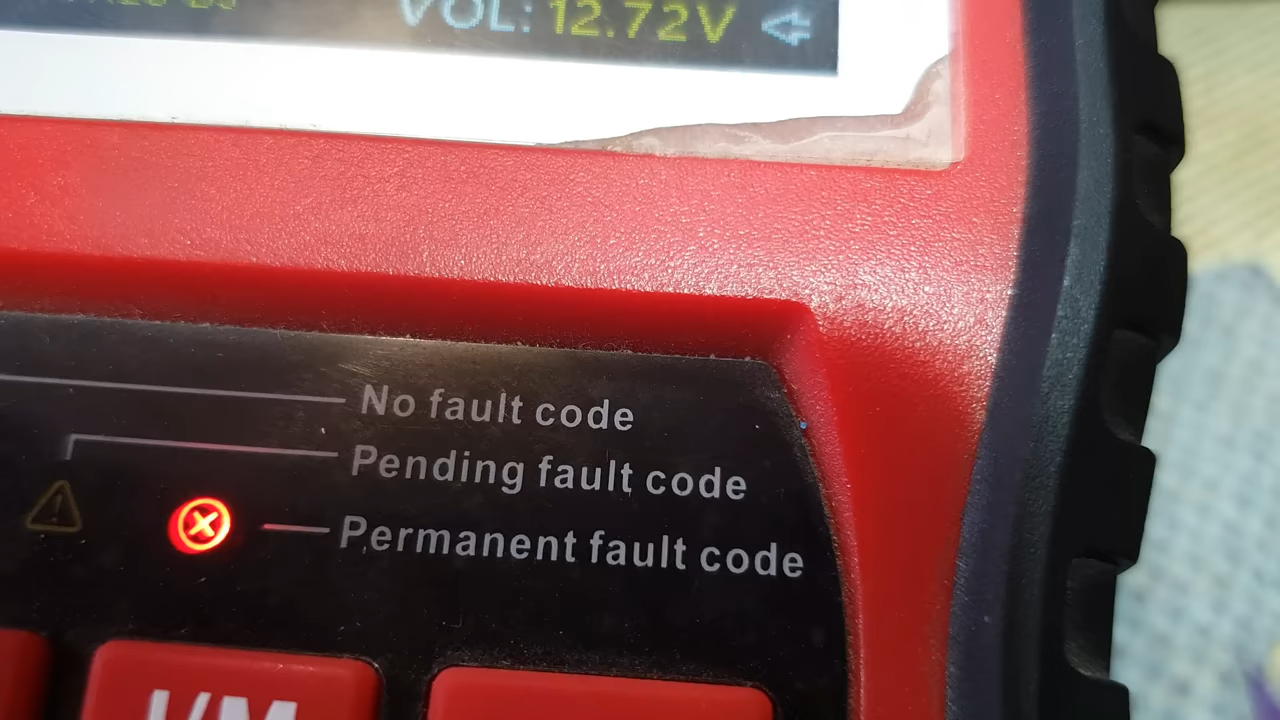 VOL: 12.72V
No fault code
Pending fault code
Permanent fault code
I/M